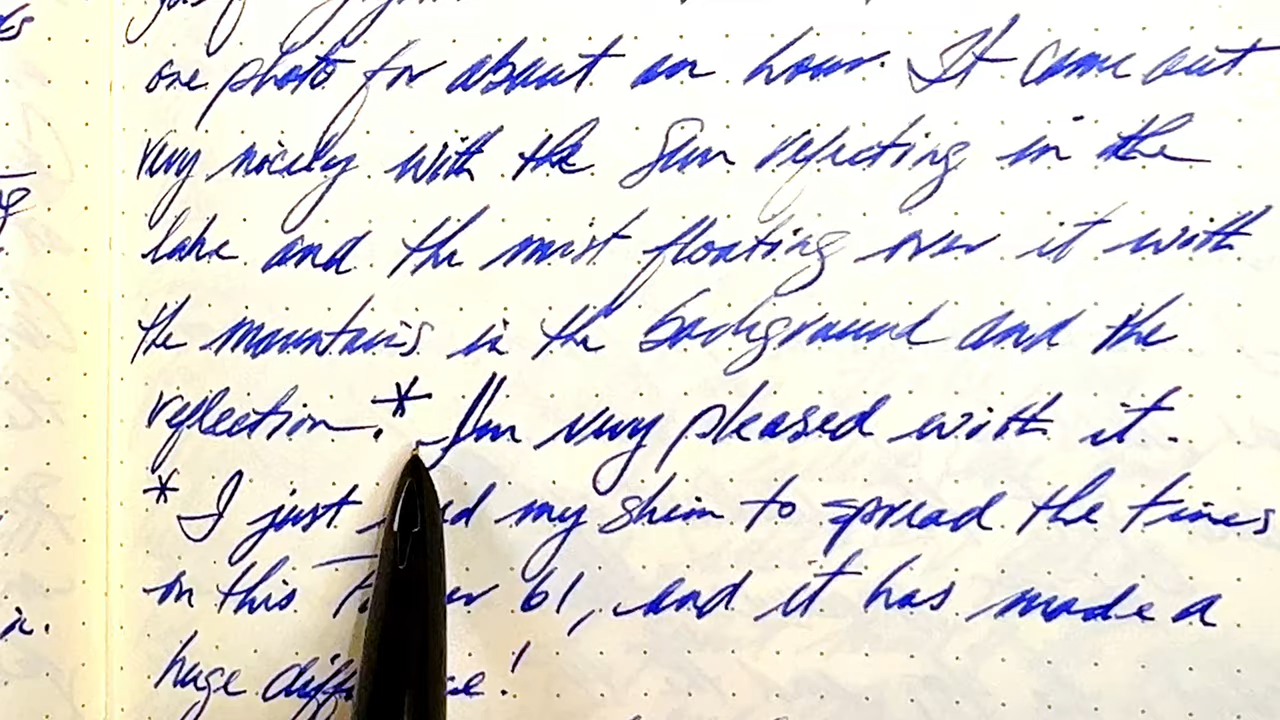 one photo for about an hour. It came out
very nicely with the Sun reflecting in the
lake and the mist floating over it with
the mountains in the background and the
reflection.* I'm very pleased with it.
* I just my shim to spread the tines
on this 61, and it has made a
huge !